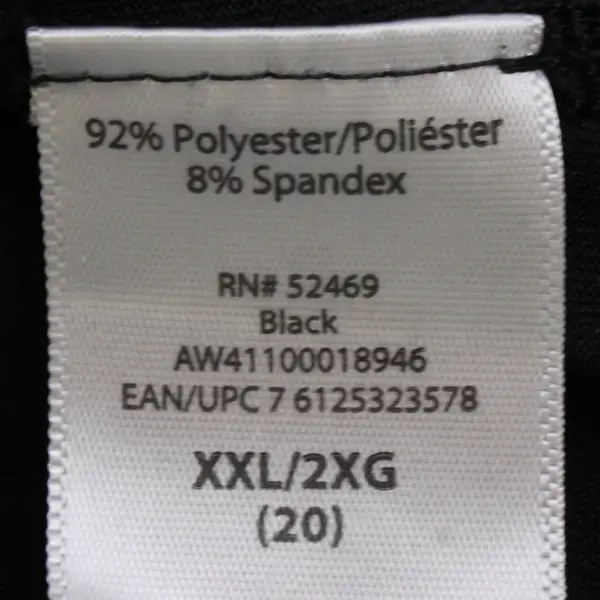 92% Polyester/Poliéster
8% Spandex
RN# 52469
Black
AW41100018946
EAN/UPC 7 6125323578
XXL/2XG
(20)